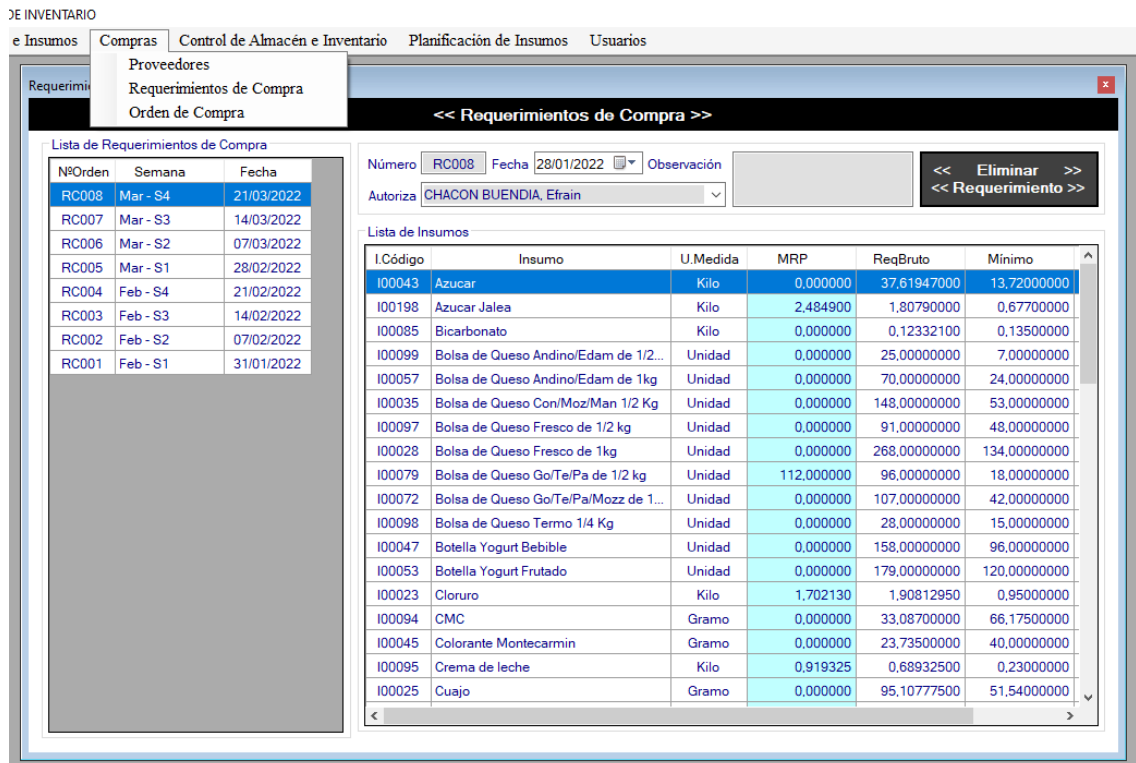 DE INVENTARIO
e Insumos Compras Control de Almacén e Inventario Planificación de Insumos Usuarios
Proveedores
Requerimientos de Compra
Orden de Compra
Requerimi
x
<< Requerimientos de Compra >>
Lista de Requerimientos de Compra
NºOrden Semana Fecha
RC008 Mar - S4 21/03/2022
RC007 Mar - S3 14/03/2022
RC006 Mar - S2 07/03/2022
RC005 Mar - S1 28/02/2022
RC004 Feb - S4 21/02/2022
RC003 Feb - S3 14/02/2022
RC002 Feb - S2 07/02/2022
RC001 Feb - S1 31/01/2022
Número RC008 Fecha 28/01/2022 Observación
Autoriza CHACON BUENDIA, Efrain
<< Eliminar >>
<< Requerimiento >>
Lista de Insumos
I.Código Insumo U.Medida MRP ReqBruto Mínimo
I00043 Azucar Kilo 0,000000 37,61947000 13,72000000
I00198 Azucar Jalea Kilo 2,484900 1,80790000 0,67700000
I00085 Bicarbonato Kilo 0,000000 0,12332100 0,13500000
I00099 Bolsa de Queso Andino/Edam de 1/2... Unidad 0,000000 25,00000000 7,00000000
I00057 Bolsa de Queso Andino/Edam de 1kg Unidad 0,000000 70,00000000 24,00000000
I00035 Bolsa de Queso Con/Moz/Man 1/2 Kg Unidad 0,000000 148,00000000 53,00000000
I00097 Bolsa de Queso Fresco de 1/2 kg Unidad 0,000000 91,00000000 48,00000000
I00028 Bolsa de Queso Fresco de 1kg Unidad 0,000000 268,00000000 134,00000000
I00079 Bolsa de Queso Go/Te/Pa de 1/2 kg Unidad 112,000000 96,00000000 18,00000000
I00072 Bolsa de Queso Go/Te/Pa/Mozz de 1... Unidad 0,000000 107,00000000 42,00000000
I00098 Bolsa de Queso Termo 1/4 Kg Unidad 0,000000 28,00000000 15,00000000
I00047 Botella Yogurt Bebible Unidad 0,000000 158,00000000 96,00000000
I00053 Botella Yogurt Frutado Unidad 0,000000 179,00000000 120,00000000
I00023 Cloruro Kilo 1,702130 1,90812950 0,95000000
I00094 CMC Gramo 0,000000 33,08700000 66,17500000
I00045 Colorante Montecarmin Gramo 0,000000 23,73500000 40,00000000
I00095 Crema de leche Kilo 0,919325 0,68932500 0,23000000
I00025 Cuajo Gramo 0,000000 95,10777500 51,54000000